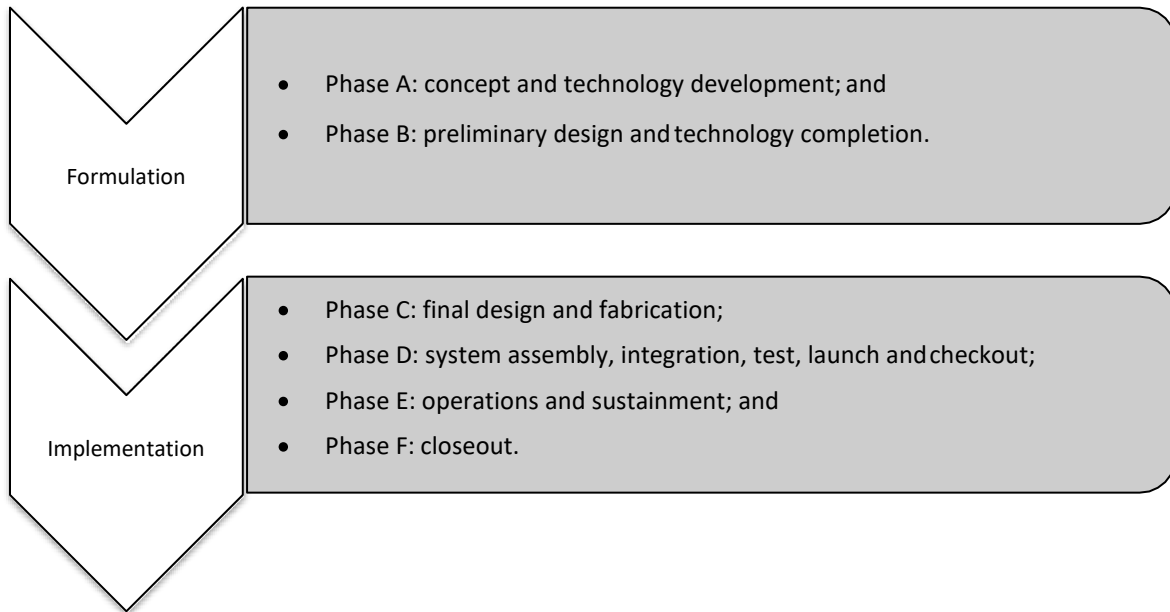 Formulation
• Phase A: concept and technology development; and
• Phase B: preliminary design and technology completion.
Implementation
• Phase C: final design and fabrication;
• Phase D: system assembly, integration, test, launch and checkout;
• Phase E: operations and sustainment; and
• Phase F: closeout.